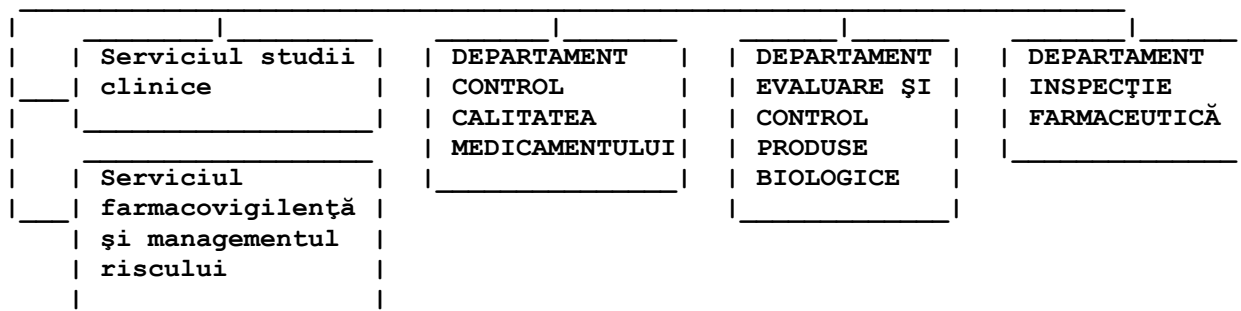 Serviciul studii
clinice
DEPARTAMENT
CONTROL
CALITATEA
MEDICAMENTULUI
DEPARTAMENT
EVALUARE ŞI
CONTROL
PRODUSE
BIOLOGICE
DEPARTAMENT
INSPECŢIE
FARMACEUTICĂ
Serviciul
farmacovigilenţă
şi managementul
riscului